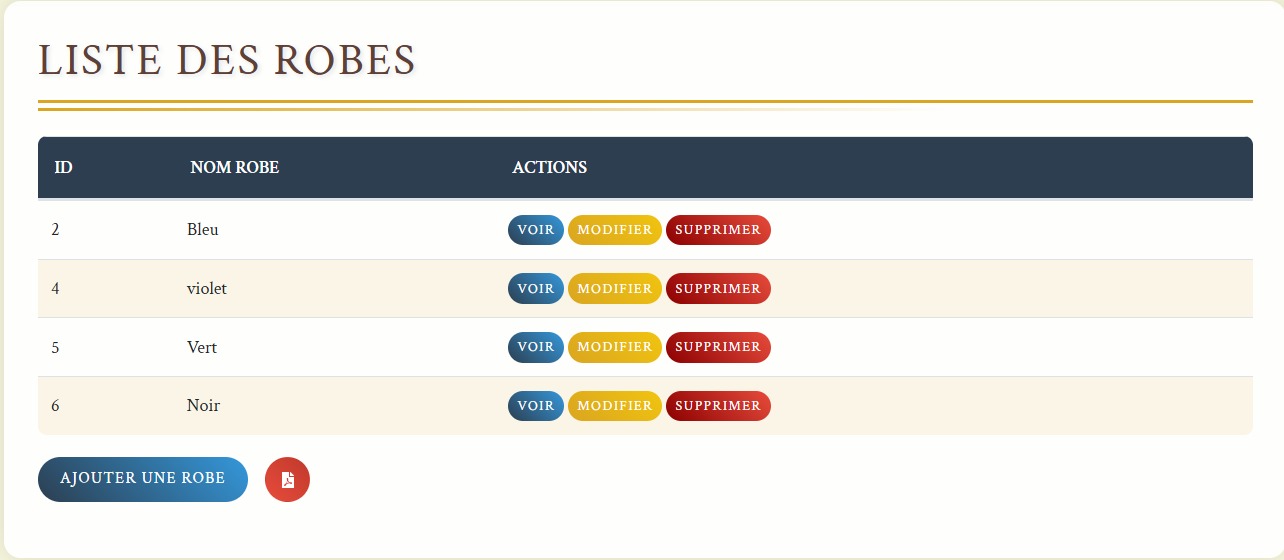 LISTE DES ROBES
ID NOM ROBE ACTIONS
2 Bleu VOIR MODIFIER SUPPRIMER
4 violet VOIR MODIFIER SUPPRIMER
5 Vert VOIR MODIFIER SUPPRIMER
6 Noir VOIR MODIFIER SUPPRIMER
AJOUTER UNE ROBE